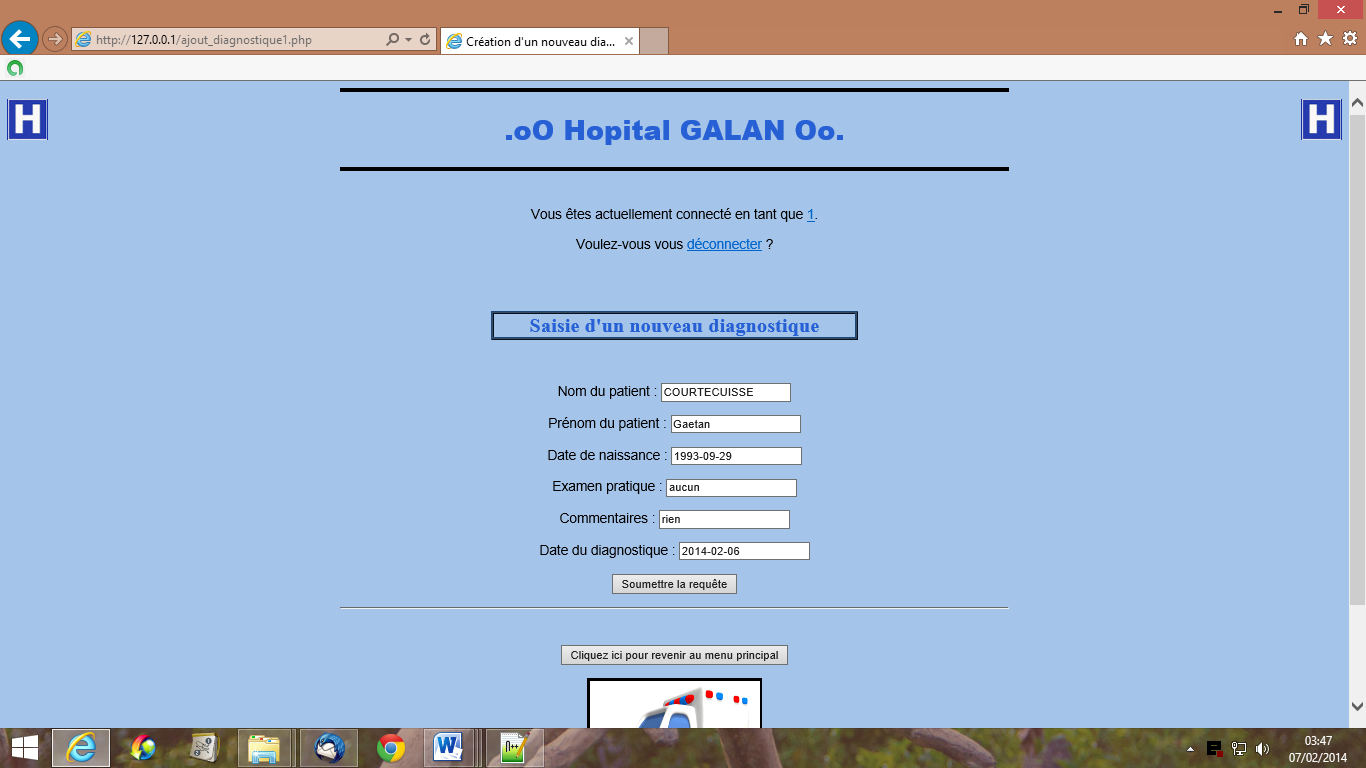 http://127.0.0.1/ajout_diagnostique1.php
Création d'un nouveau dia...
H
H
.oO Hopital GALAN Oo.
Vous êtes actuellement connecté en tant que 1.
Voulez-vous vous déconnecter ?
Saisie d'un nouveau diagnostique
Nom du patient : COURTECUISSE
Prénom du patient : Gaetan
Date de naissance : 1993-09-29
Examen pratique : aucun
Commentaires : rien
Date du diagnostique : 2014-02-06
Soumettre la requête
Cliquez ici pour revenir au menu principal
03:47
07/02/2014